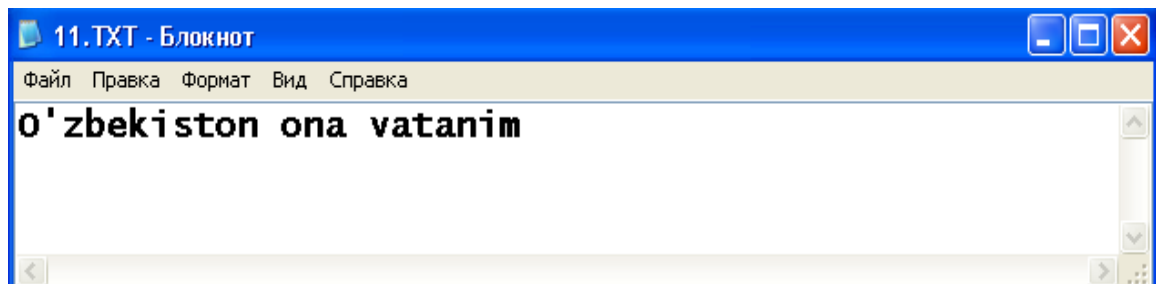 11.TXT - Блокнот
Файл Правка Формат Вид Справка
O'zbekiston ona vatanim